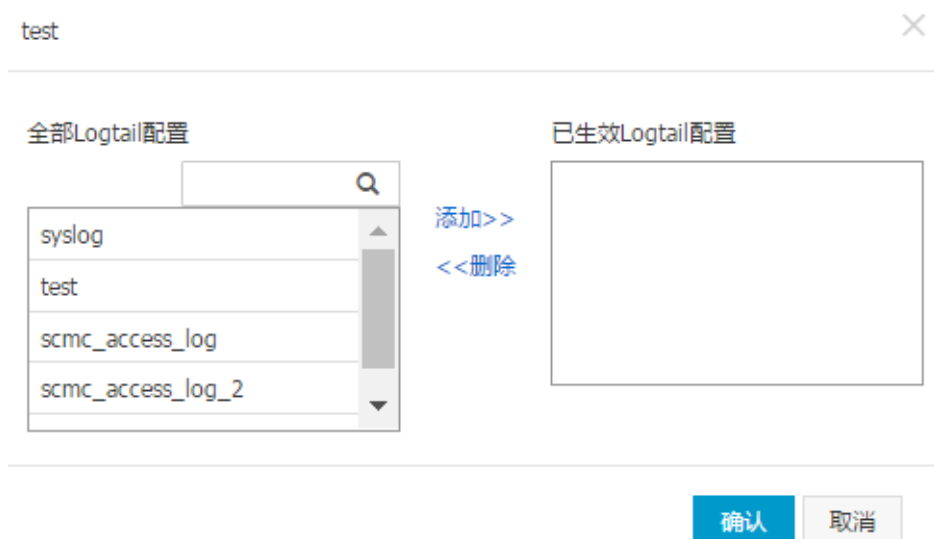 test
全部Logtail配置
已生效Logtail配置
syslog
test
scmc_access_log
scmc_access_log_2
添加>>
<<删除
确认
取消